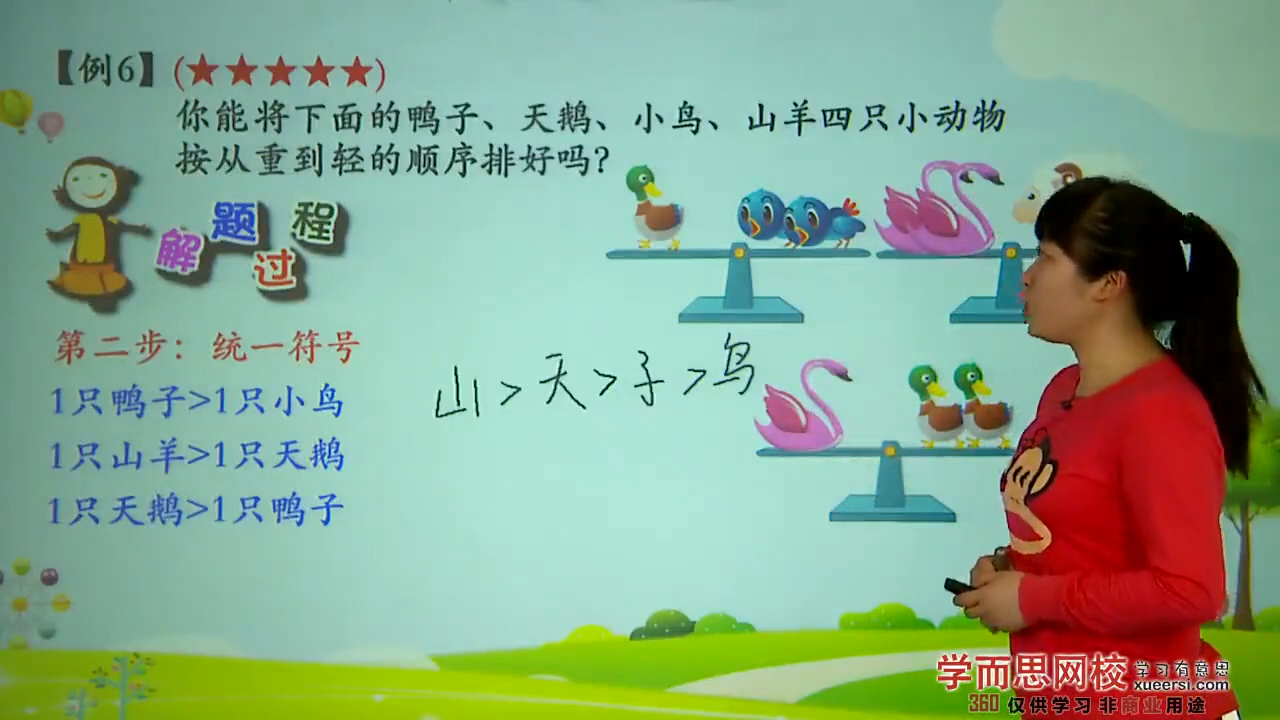 【例6】(★★★★★)
你能将下面的鸭子、天鹅、小鸟、山羊四只小动物
按从重到轻的顺序排好吗？
解题过程
第二步：统一符号
1只鸭子>1只小鸟
1只山羊>1只天鹅
1只天鹅>1只鸭子
山>天>子>鸟
学而思网校 学习有意思
xueersi.com
360 仅供学习 非商业用途